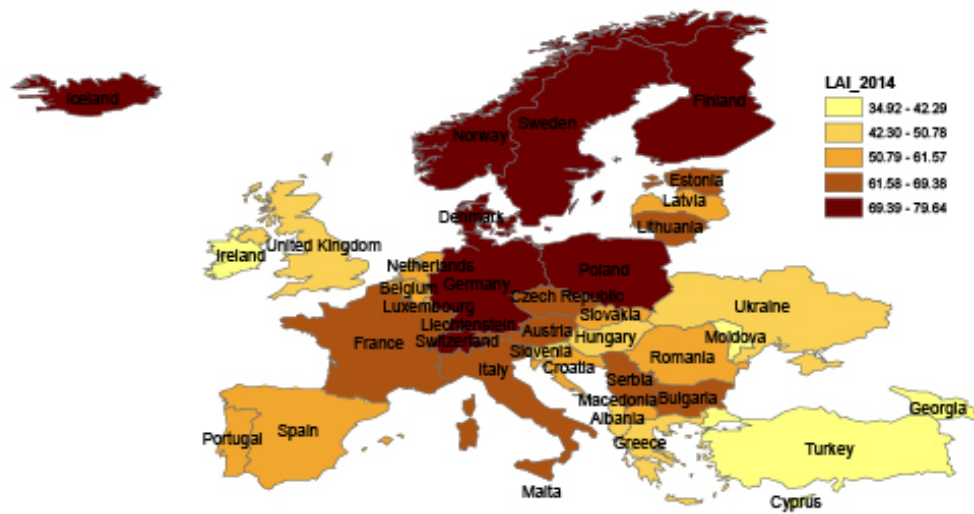 Iceland
Norway
Sweden
Finland
LAI_2014
34.92 - 42.29
42.30 - 50.78
50.79 - 61.57
61.58 - 69.38
69.39 - 79.64
Estonia
Latvia
Lithuania
Denmark
Ireland
United Kingdom
Netherlands
Belgium
Germany
Poland
Luxembourg
Czech Republic
Slovakia
Ukraine
Liechtenstein
Austria
Switzerland
France
Hungary
Moldova
Slovenia
Romania
Italy
Croatia
Serbia
Macedonia
Bulgaria
Albania
Georgia
Portugal
Spain
Greece
Turkey
Malta
Cyprus